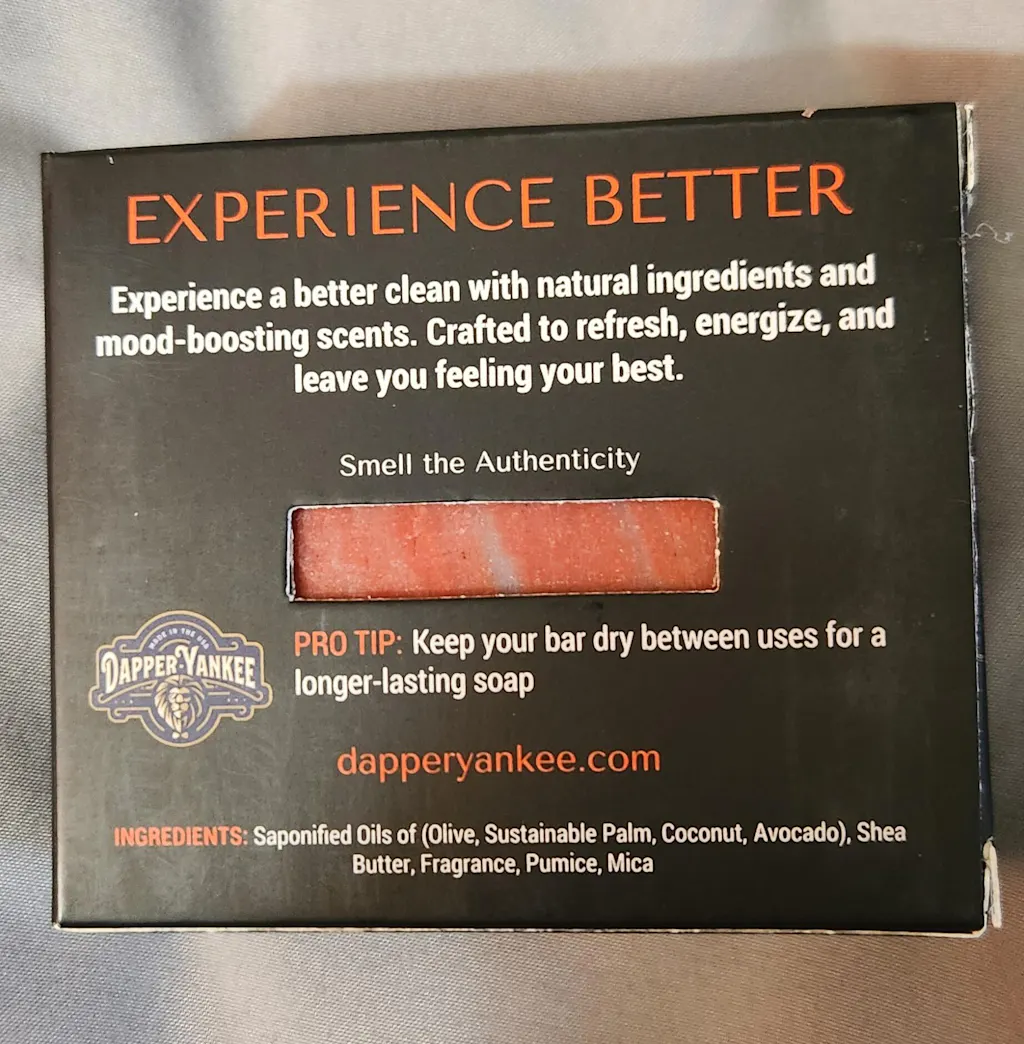 EXPERIENCE BETTER
Experience a better clean with natural ingredients and
mood-boosting scents. Crafted to refresh, energize, and
leave you feeling your best.
Smell the Authenticity
MADE IN THE USA
DAPPER YANKEE
PRO TIP: Keep your bar dry between uses for a
longer-lasting soap
dapperyankee.com
INGREDIENTS: Saponified Oils of (Olive, Sustainable Palm, Coconut, Avocado), Shea
Butter, Fragrance, Pumice, Mica